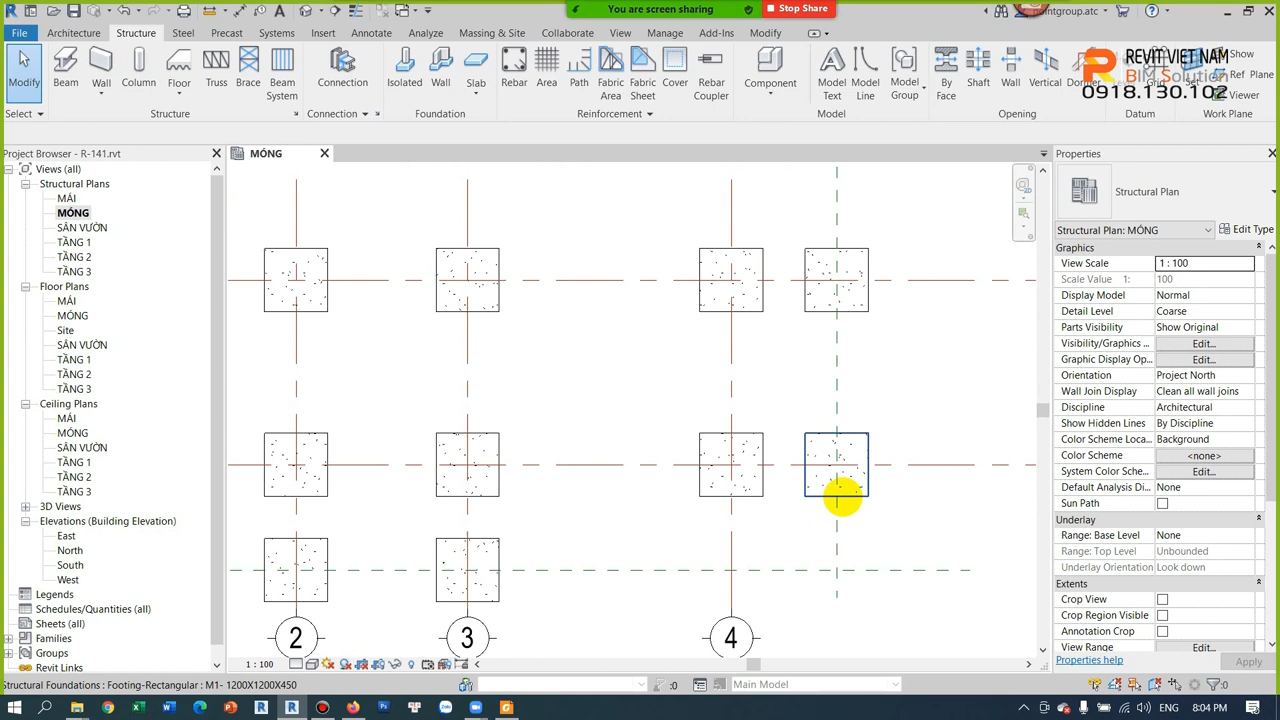 You are screen sharing
Stop Share
File
Architecture
Structure
Steel
Precast
Systems
Insert
Annotate
Analyze
Massing & Site
Collaborate
View
Manage
Add-Ins
Modify
REVIT VIET NAM
BIM Solution
0918.130.102
Modify
Beam
Wall
Column
Floor
Truss
Brace
Beam
System
Connection
Isolated
Wall
Slab
Rebar
Area
Path
Fabric
Area
Fabric
Sheet
Cover
Rebar
Coupler
Component
Model
Text
Model
Line
Model
Group
By
Face
Shaft
Wall
Vertical
Dormer
Show
Ref Plane
Viewer
Select
Structure
Connection
Foundation
Reinforcement
Model
Opening
Datum
Work Plane
Project Browser - R-141.rvt
MÓNG
Properties
Views (all)
Structural Plans
MÁI
MÓNG
SÂN VƯỜN
TẦNG 1
TẦNG 2
TẦNG 3
Floor Plans
MÁI
MÓNG
Site
SÂN VƯỜN
TẦNG 1
TẦNG 2
TẦNG 3
Ceiling Plans
MÁI
MÓNG
SÂN VƯỜN
TẦNG 1
TẦNG 2
TẦNG 3
3D Views
Elevations (Building Elevation)
East
North
South
West
Legends
Schedules/Quantities (all)
Sheets (all)
Families
Groups
Revit Links
2
3
4
1 : 100
Structural Plan
Structural Plan: MÓNG
Edit Type
Graphics
View Scale
1 : 100
Scale Value 1:
100
Display Model
Normal
Detail Level
Coarse
Parts Visibility
Show Original
Visibility/Graphics ...
Edit...
Graphic Display Op...
Edit...
Orientation
Project North
Wall Join Display
Clean all wall joins
Discipline
Architectural
Show Hidden Lines
By Discipline
Color Scheme Loca...
Background
Color Scheme
<none>
System Color Sche...
Edit...
Default Analysis Di...
None
Sun Path
Underlay
Range: Base Level
None
Range: Top Level
Unbounded
Underlay Orientation
Look down
Extents
Crop View
Crop Region Visible
Annotation Crop
View Range
Edit...
Properties help
Apply
Structural Foundations : Footing-Rectangular : M1- 1200X1200X450
:0
Main Model
:0
ENG
8:04 PM